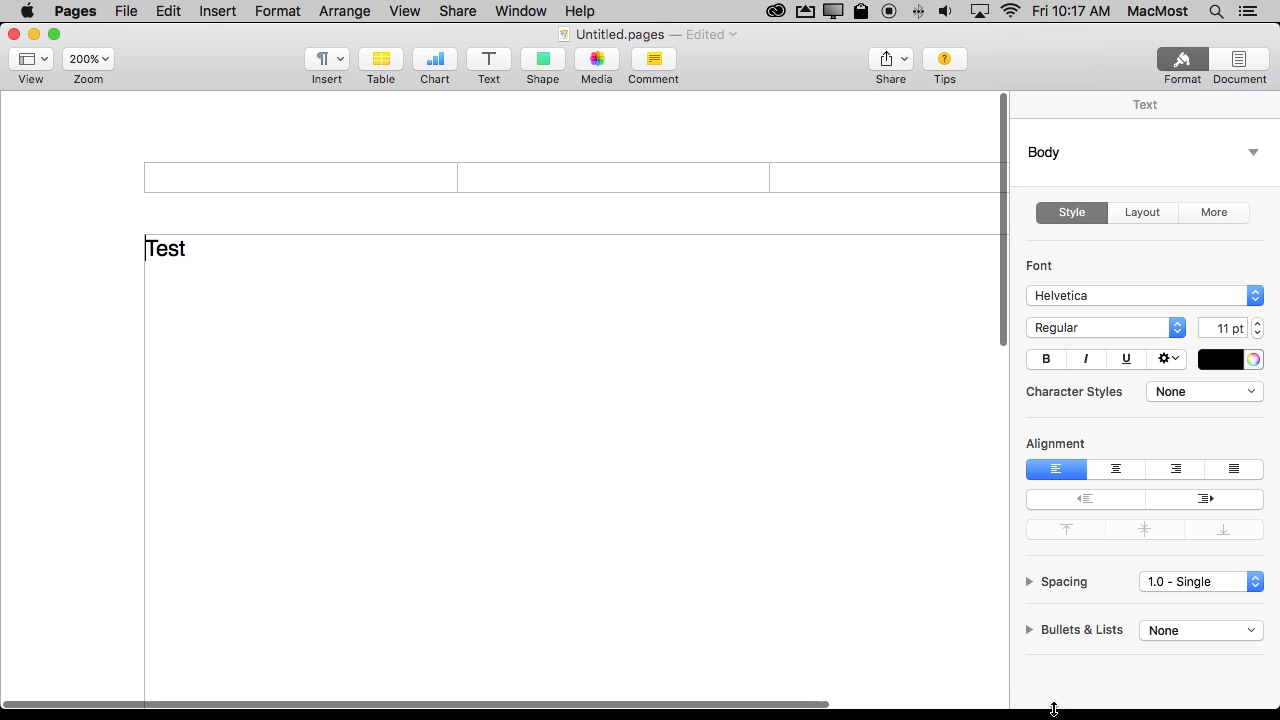 Pages File Edit Insert Format Arrange View Share Window Help Fri 10:17 AM MacMost
Untitled.pages — Edited
200%
View Zoom Insert Table Chart Text Shape Media Comment Share Tips Format Document
Text
Body
Style Layout More
Test
Font
Helvetica
Regular 11 pt
B I U
Character Styles None
Alignment
Spacing 1.0 - Single
Bullets & Lists None